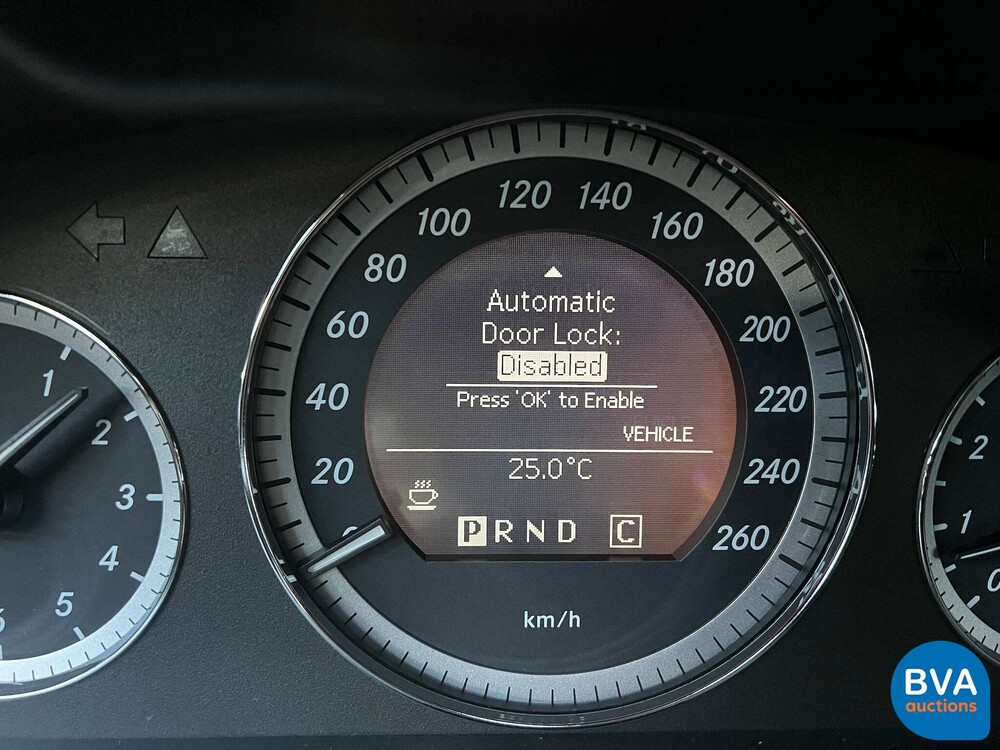 120 140
100 160
80 180
60 200
40 220
20 240
260
Automatic
Door Lock:
Disabled
Press 'OK' to Enable
VEHICLE
25.0°C
P R N D C
km/h
1
2
3
4
5
2
1
0
BVA
auctions